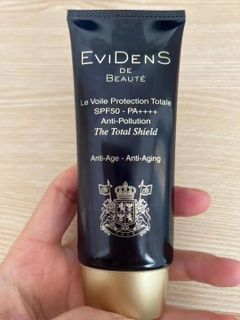 EviDenS
DE
BEAUTÉ
Le Voile Protection Totale
SPF50 - PA++++
Anti-Pollution
The Total Shield
Anti-Age - Anti-Aging